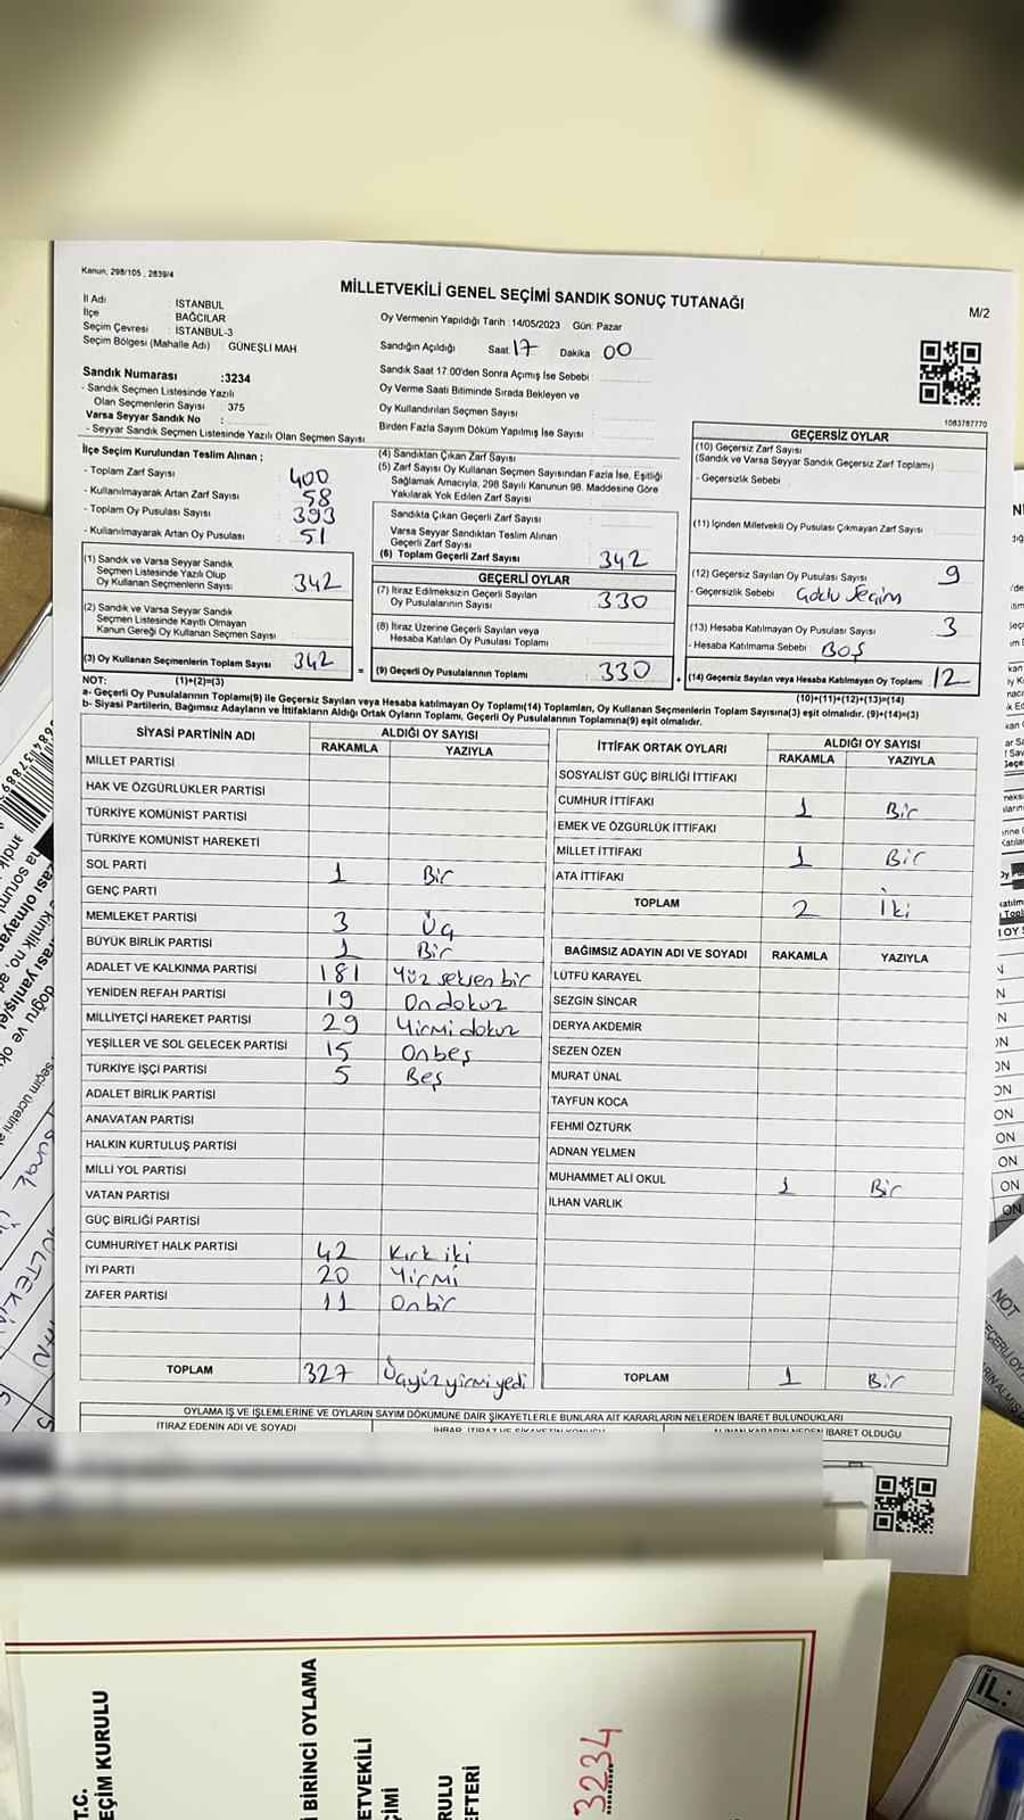 Kanun; 298/105 , 2839/4
MİLLETVEKİLİ GENEL SEÇİMİ SANDIK SONUÇ TUTANAĞI
M/2
İl Adı : İSTANBUL
İlçe : BAĞCILAR
Seçim Çevresi : İSTANBUL-3
Seçim Bölgesi (Mahalle Adı) : GÜNEŞLİ MAH
Sandık Numarası :3234
- Sandık Seçmen Listesinde Yazılı
Olan Seçmenlerin Sayısı : 375
Varsa Seyyar Sandık No :
- Seyyar Sandık Seçmen Listesinde Yazılı Olan Seçmen Sayısı
Oy Vermenin Yapıldığı Tarih :14/05/2023 Gün: Pazar
Sandığın Açıldığı Saat 17 Dakika 00
Sandık Saat 17:00'den Sonra Açımış İse Sebebi
Oy Verme Saati Bitiminde Sırada Bekleyen ve
Oy Kullandırılan Seçmen Sayısı
Birden Fazla Sayım Döküm Yapılmış İse Sayısı
1083787770
İlçe Seçim Kurulundan Teslim Alınan ;
- Toplam Zarf Sayısı 400
- Kullanılmayarak Artan Zarf Sayısı 58
- Toplam Oy Pusulası Sayısı 393
- Kullanılmayarak Artan Oy Pusulası 51
(1) Sandık ve Varsa Seyyar Sandık
Seçmen Listesinde Yazılı Olup
Oy Kullanan Seçmenlerin Sayısı 342
(2) Sandık ve Varsa Seyyar Sandık
Seçmen Listesinde Kayıtlı Olmayan
Kanun Gereği Oy Kullanan Seçmen Sayısı
(3) Oy Kullanan Seçmenlerin Toplam Sayısı 342
(4) Sandıktan Çıkan Zarf Sayısı
(5) Zarf Sayısı Oy Kullanan Seçmen Sayısından Fazla İse, Eşitliği
Sağlamak Amacıyla, 298 Sayılı Kanunun 98. Maddesine Göre
Yakılarak Yok Edilen Zarf Sayısı
Sandıkta Çıkan Geçerli Zarf Sayısı
Varsa Seyyar Sandıktan Teslim Alınan
Geçerli Zarf Sayısı
(6) Toplam Geçerli Zarf Sayısı 342
GEÇERLİ OYLAR
(7) İtiraz Edilmeksizin Geçerli Sayılan
Oy Pusulalarının Sayısı 330
(8) İtiraz Üzerine Geçerli Sayılan veya
Hesaba Katılan Oy Pusulası Toplamı
= (9) Geçerli Oy Pusulalarının Toplamı 330
GEÇERSİZ OYLAR
(10) Geçersiz Zarf Sayısı
(Sandık ve Varsa Seyyar Sandık Geçersiz Zarf Toplamı)
- Geçersizlik Sebebi
(11) İçinden Milletvekili Oy Pusulası Çıkmayan Zarf Sayısı
(12) Geçersiz Sayılan Oy Pusulası Sayısı 9
- Geçersizlik Sebebi Çoklu Seçim
(13) Hesaba Katılmayan Oy Pusulası Sayısı 3
- Hesaba Katılmama Sebebi BOŞ
(14) Geçersiz Sayılan veya Hesaba Katılmayan Oy Toplamı 12
NOT: (1)+(2)=(3) (10)+(11)+(12)+(13)=(14)
a- Geçerli Oy Pusulalarının Toplamı(9) ile Geçersiz Sayılan veya Hesaba katılmayan Oy Toplamı(14) Toplamları, Oy Kullanan Seçmenlerin Toplam Sayısına(3) eşit olmalıdır. (9)+(14)=(3)
b- Siyasi Partilerin, Bağımsız Adayların ve İttifakların Aldığı Ortak Oyların Toplamı, Geçerli Oy Pusulalarının Toplamına(9) eşit olmalıdır.
SİYASİ PARTİNİN ADI ALDIĞI OY SAYISI
RAKAMLA YAZIYLA
MİLLET PARTİSİ
HAK VE ÖZGÜRLÜKLER PARTİSİ
TÜRKİYE KOMÜNİST PARTİSİ
TÜRKİYE KOMÜNİST HAREKETİ
SOL PARTİ 1 Bir
GENÇ PARTİ
MEMLEKET PARTİSİ 3 Üç
BÜYÜK BİRLİK PARTİSİ 1 Bir
ADALET VE KALKINMA PARTİSİ 181 Yüz seksen bir
YENİDEN REFAH PARTİSİ 19 Ondokuz
MİLLİYETÇİ HAREKET PARTİSİ 29 Yirmidokuz
YEŞİLLER VE SOL GELECEK PARTİSİ 15 Onbeş
TÜRKİYE İŞÇİ PARTİSİ 5 Beş
ADALET BİRLİK PARTİSİ
ANAVATAN PARTİSİ
HALKIN KURTULUŞ PARTİSİ
MİLLİ YOL PARTİSİ
VATAN PARTİSİ
GÜÇ BİRLİĞİ PARTİSİ
CUMHURİYET HALK PARTİSİ 42 Kırk iki
İYİ PARTİ 20 Yirmi
ZAFER PARTİSİ 11 Onbir
TOPLAM 327 Üçyüzyirmiyedi
İTTİFAK ORTAK OYLARI ALDIĞI OY SAYISI
RAKAMLA YAZIYLA
SOSYALİST GÜÇ BİRLİĞİ İTTİFAKI
CUMHUR İTTİFAKI 1 Bir
EMEK VE ÖZGÜRLÜK İTTİFAKI
MİLLET İTTİFAKI 1 Bir
ATA İTTİFAKI
TOPLAM 2 İki
BAĞIMSIZ ADAYIN ADI VE SOYADI RAKAMLA YAZIYLA
LÜTFÜ KARAYEL
SEZGİN SİNCAR
DERYA AKDEMİR
SEZEN ÖZEN
MURAT ÜNAL
TAYFUN KOCA
FEHMİ ÖZTÜRK
ADNAN YELMEN
MUHAMMET ALİ OKUL 1 Bir
İLHAN VARLIK
TOPLAM 1 Bir
OYLAMA İŞ VE İŞLEMLERİNE VE OYLARIN SAYIM DÖKÜMÜNE DAİR ŞİKAYETLERLE BUNLARA AİT KARARLARIN NELERDEN İBARET BULUNDUKLARI
İTİRAZ EDENİN ADI VE SOYADI
İBARET OLDUĞU
T.C.
EÇİM KURULU
BİRİNCİ OYLAMA
ETVEKİLİ
ÇİMİ
RULU
EFTERİ
3234
İL:
NOT